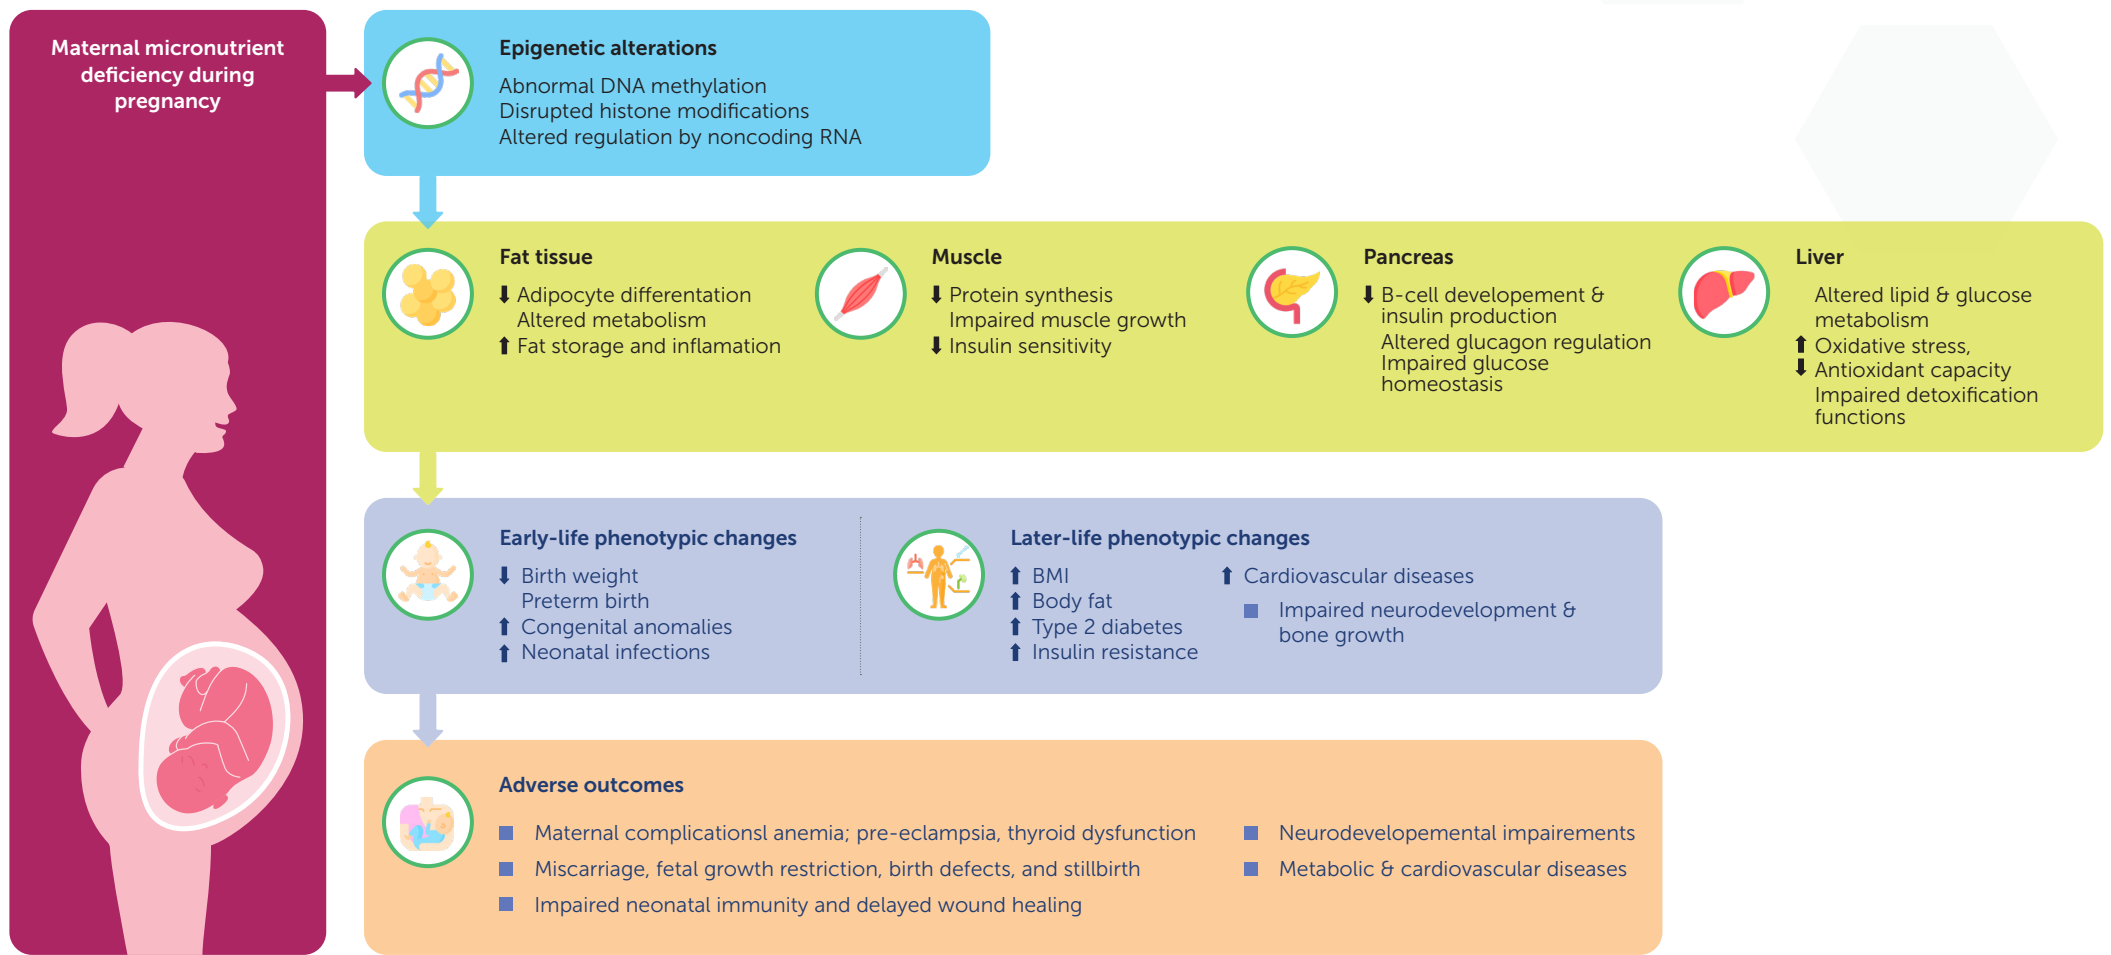 Maternal micronutrient
deficiency during
pregnancy
Epigenetic alterations
Abnormal DNA methylation
Disrupted histone modifications
Altered regulation by noncoding RNA
Fat tissue
⬇ Adipocyte differentation
Altered metabolism
⬆ Fat storage and inflamation
Muscle
⬇ Protein synthesis
Impaired muscle growth
⬇ Insulin sensitivity
Pancreas
⬇ B-cell developement &
insulin production
Altered glucagon regulation
Impaired glucose
homeostasis
Liver
Altered lipid & glucose
metabolism
⬆ Oxidative stress,
⬇ Antioxidant capacity
Impaired detoxification
functions
Early-life phenotypic changes
⬇ Birth weight
Preterm birth
⬆ Congenital anomalies
⬆ Neonatal infections
Later-life phenotypic changes
⬆ BMI
⬆ Body fat
⬆ Type 2 diabetes
⬆ Insulin resistance
⬆ Cardiovascular diseases
■ Impaired neurodevelopment &
bone growth
Adverse outcomes
■ Maternal complicationsl anemia; pre-eclampsia, thyroid dysfunction
■ Miscarriage, fetal growth restriction, birth defects, and stillbirth
■ Impaired neonatal immunity and delayed wound healing
■ Neurodevelopemental impairements
■ Metabolic & cardiovascular diseases